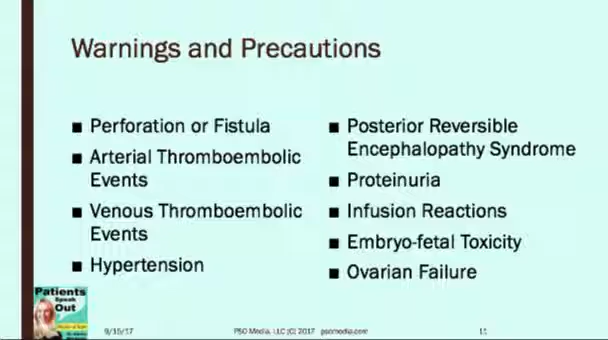 Warnings and Precautions
■ Perforation or Fistula
■ Arterial Thromboembolic
Events
■ Venous Thromboembolic
Events
■ Hypertension
■ Posterior Reversible
Encephalopathy Syndrome
■ Proteinuria
■ Infusion Reactions
■ Embryo-fetal Toxicity
■ Ovarian Failure
Patients
Speak
Out
9/15/17
PSO Media, LLC (C) 2017 psomedia.com
11